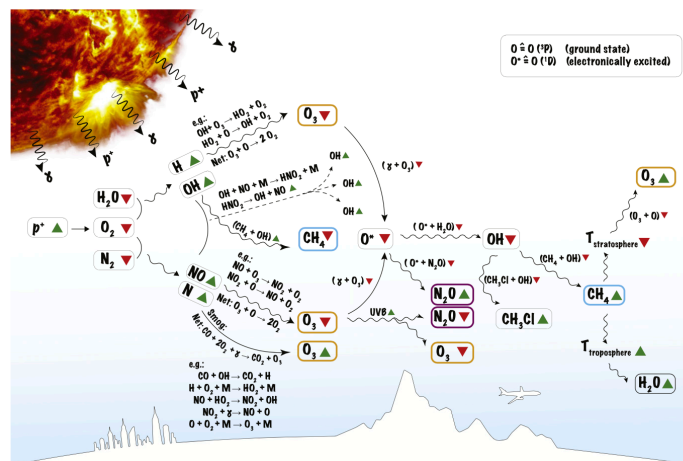 O ≙ O (³P) (ground state)
O* ≙ O (¹D) (electronically excited)
ɣ
p+
ɣ
p⁺
ɣ
e.g.:
OH + O₃ → HO₂ + O₂
HO₂ + O → OH + O₂
Net: O₃ + O → 2 O₂
O₃ ▼
H ▲
OH ▲
OH + NO + M → HNO₂ + M
HNO₂ → OH + NO ▲
OH ▲
OH ▲
OH ▲
(ɣ + O₃) ▼
O₃ ▲
(O₃ + O) ▼
H₂O ▼
p⁺ ▲
O₂ ▼
N₂ ▼
(CH₄ + OH) ▲
CH₄ ▼
O* ▼
(O* + H₂O) ▼
OH ▼
T stratosphere ▼
(CH₄ + OH) ▼
e.g.:
NO + O₃ → NO₂ + O₂
NO₂ + O → NO + O₂
Net: O₃ + O → 2O₂
NO ▲
N ▲
(ɣ + O₃) ▼
(O* + N₂O) ▼
(CH₃Cl + OH) ▼
N₂O ▲
CH₄ ▲
UVB ▲
N₂O ▼
CH₃Cl ▲
O₃ ▼
Smog:
Net: CO + 2O₂ + ɣ → CO₂ + O₃
O₃ ▲
O₃ ▼
T troposphere ▲
H₂O ▲
e.g.:
CO + OH → CO₂ + H
H + O₂ + M → HO₂ + M
NO + HO₂ → NO₂ + OH
NO₂ + ɣ → NO + O
O + O₂ + M → O₃ + M